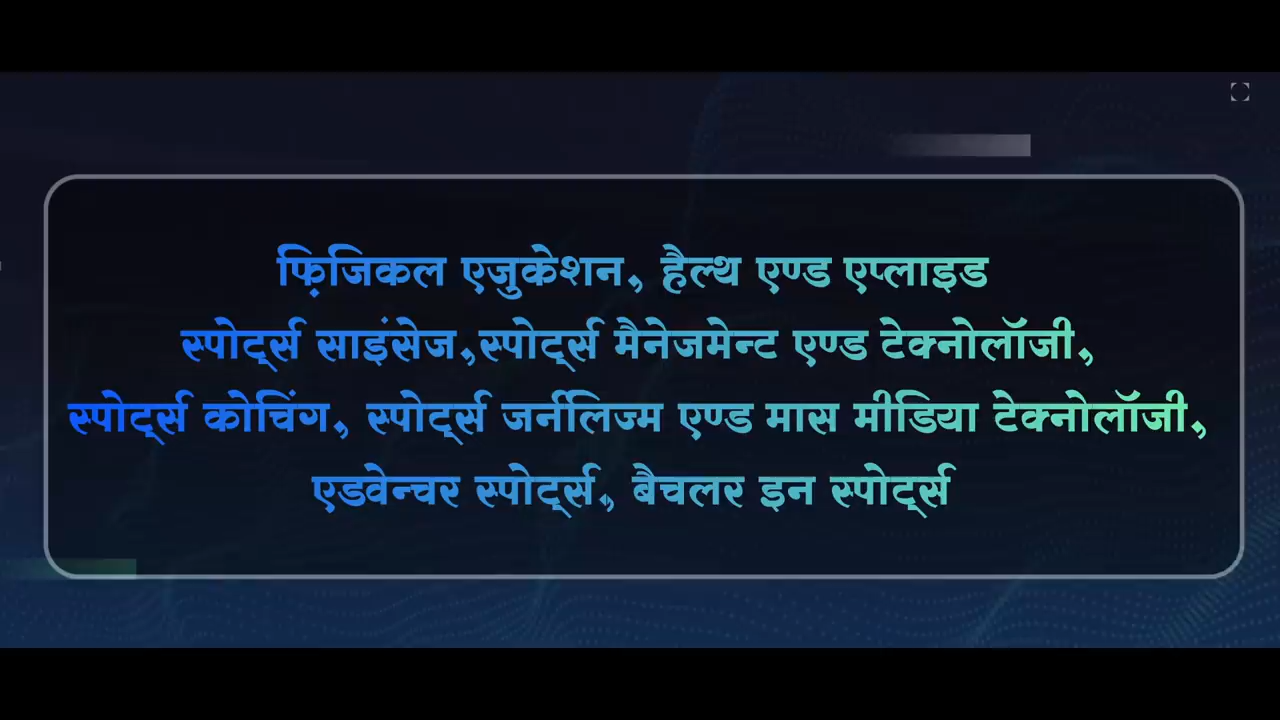 फ़िजिकल एजुकेशन, हैल्थ एण्ड एप्लाइड
स्पोर्ट्स साइंसेज,स्पोर्ट्स मैनेजमेन्ट एण्ड टेक्नोलॉजी,
स्पोर्ट्स कोचिंग, स्पोर्ट्स जर्नलिज्म एण्ड मास मीडिया टेक्नोलॉजी,
एडवेन्चर स्पोर्ट्स, बैचलर इन स्पोर्ट्स